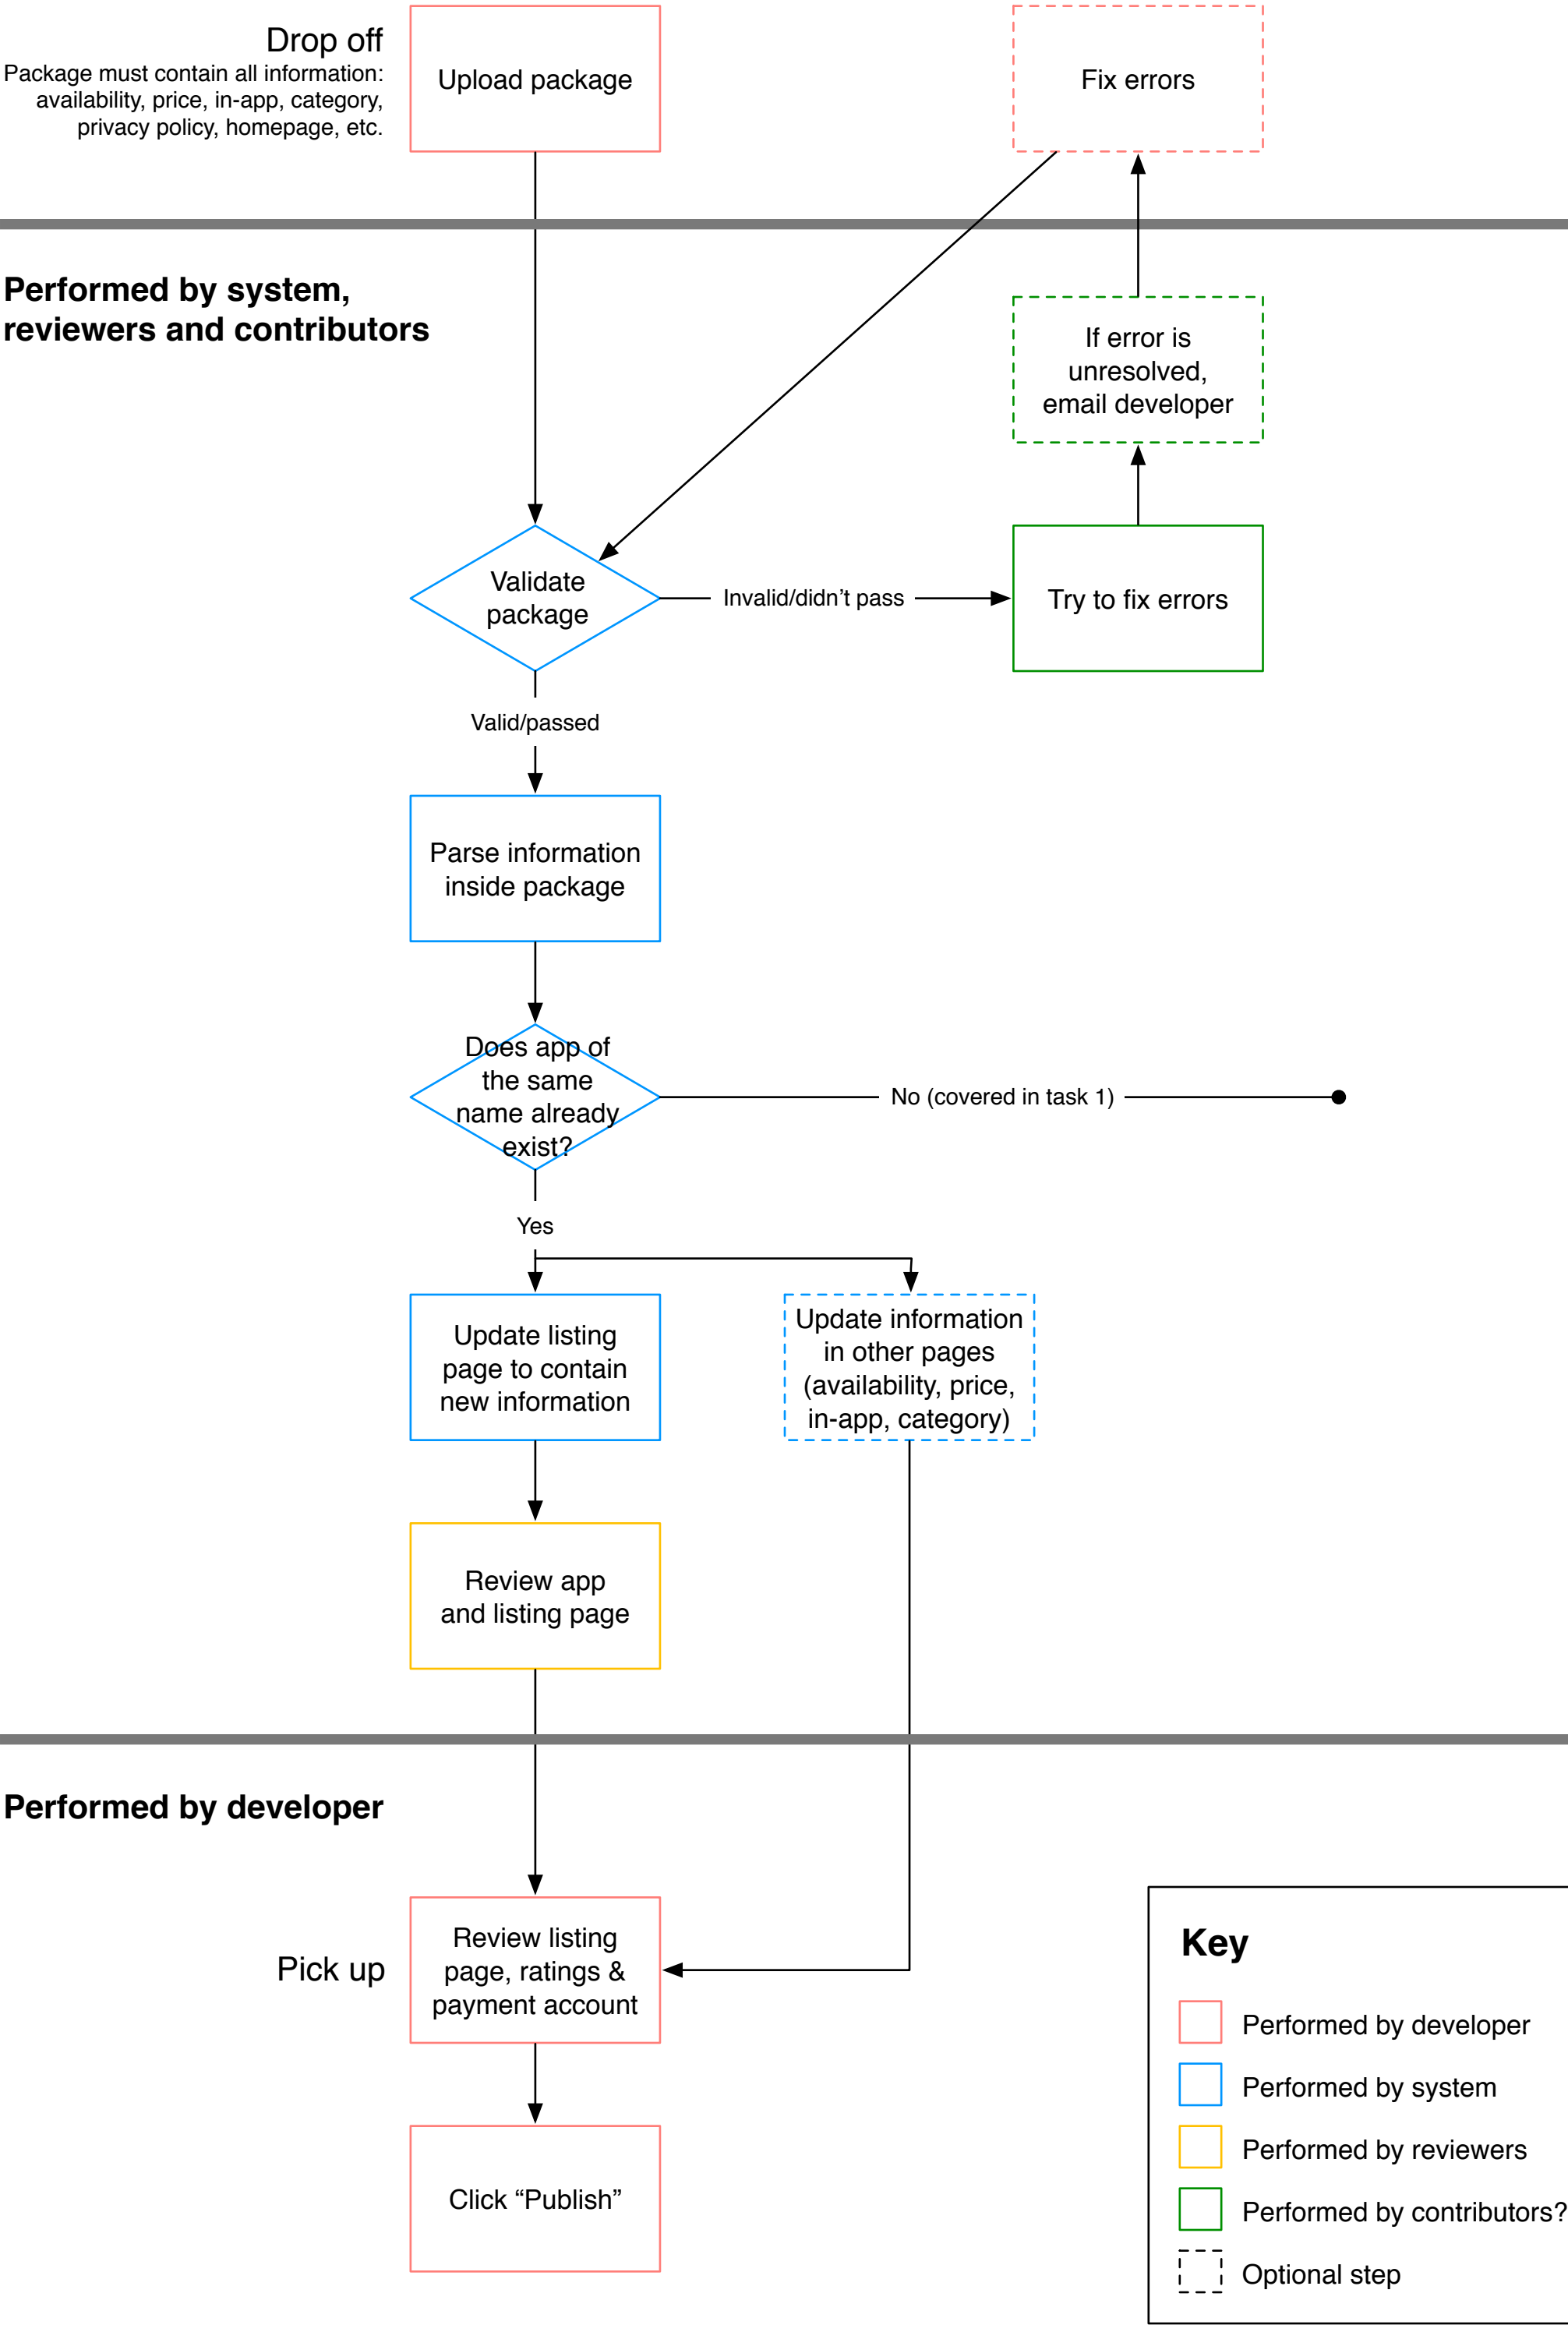 Drop off
Package must contain all information:
availability, price, in-app, category,
privacy policy, homepage, etc.
Upload package
Fix errors
Performed by system,
reviewers and contributors
If error is
unresolved,
email developer
Validate
package
Invalid/didn’t pass
Try to fix errors
Valid/passed
Parse information
inside package
Does app of
the same
name already
exist?
No (covered in task 1)
Yes
Update listing
page to contain
new information
Update information
in other pages
(availability, price,
in-app, category)
Review app
and listing page
Performed by developer
Pick up
Review listing
page, ratings &
payment account
Click “Publish”
Key
Performed by developer
Performed by system
Performed by reviewers
Performed by contributors?
Optional step